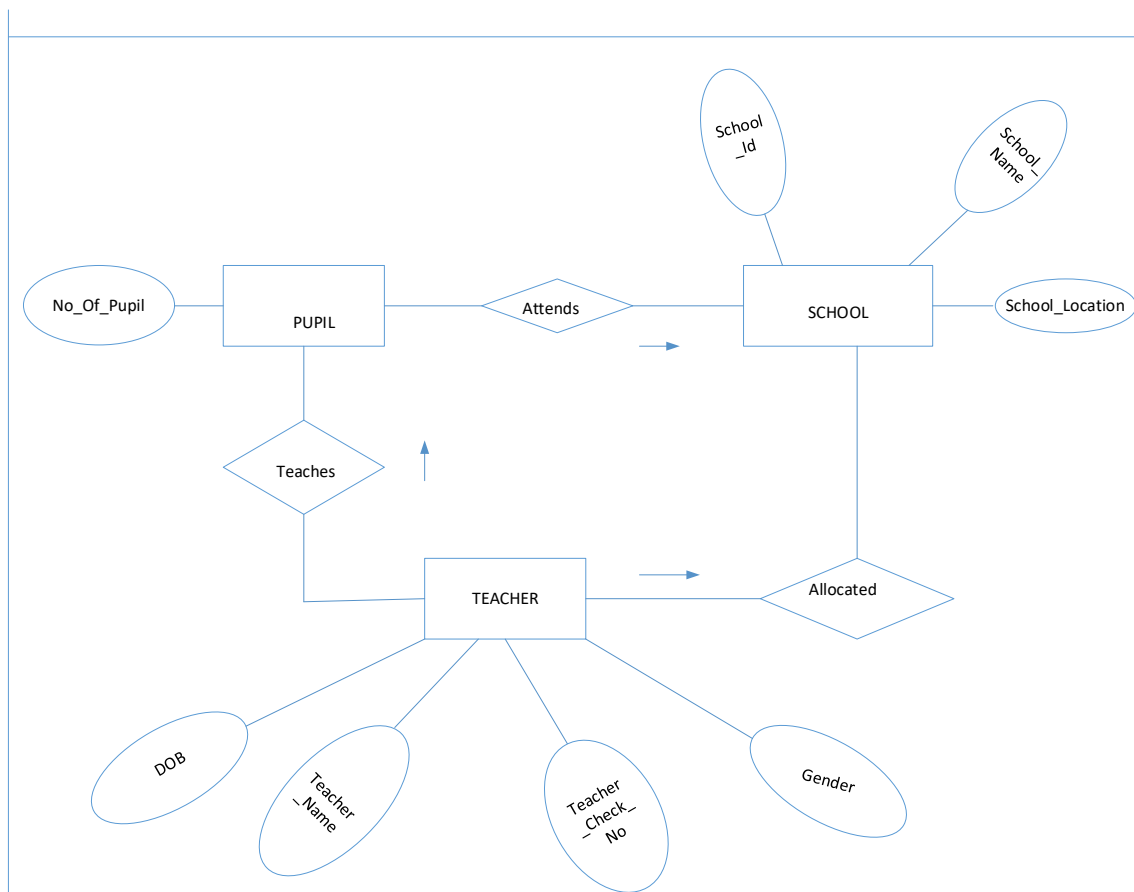 School
_Id
School_
Name
No_Of_Pupil
PUPIL
Attends
SCHOOL
School_Location
Teaches
TEACHER
Allocated
DOB
Teacher
_Name
Teacher
_Check_
No
Gender